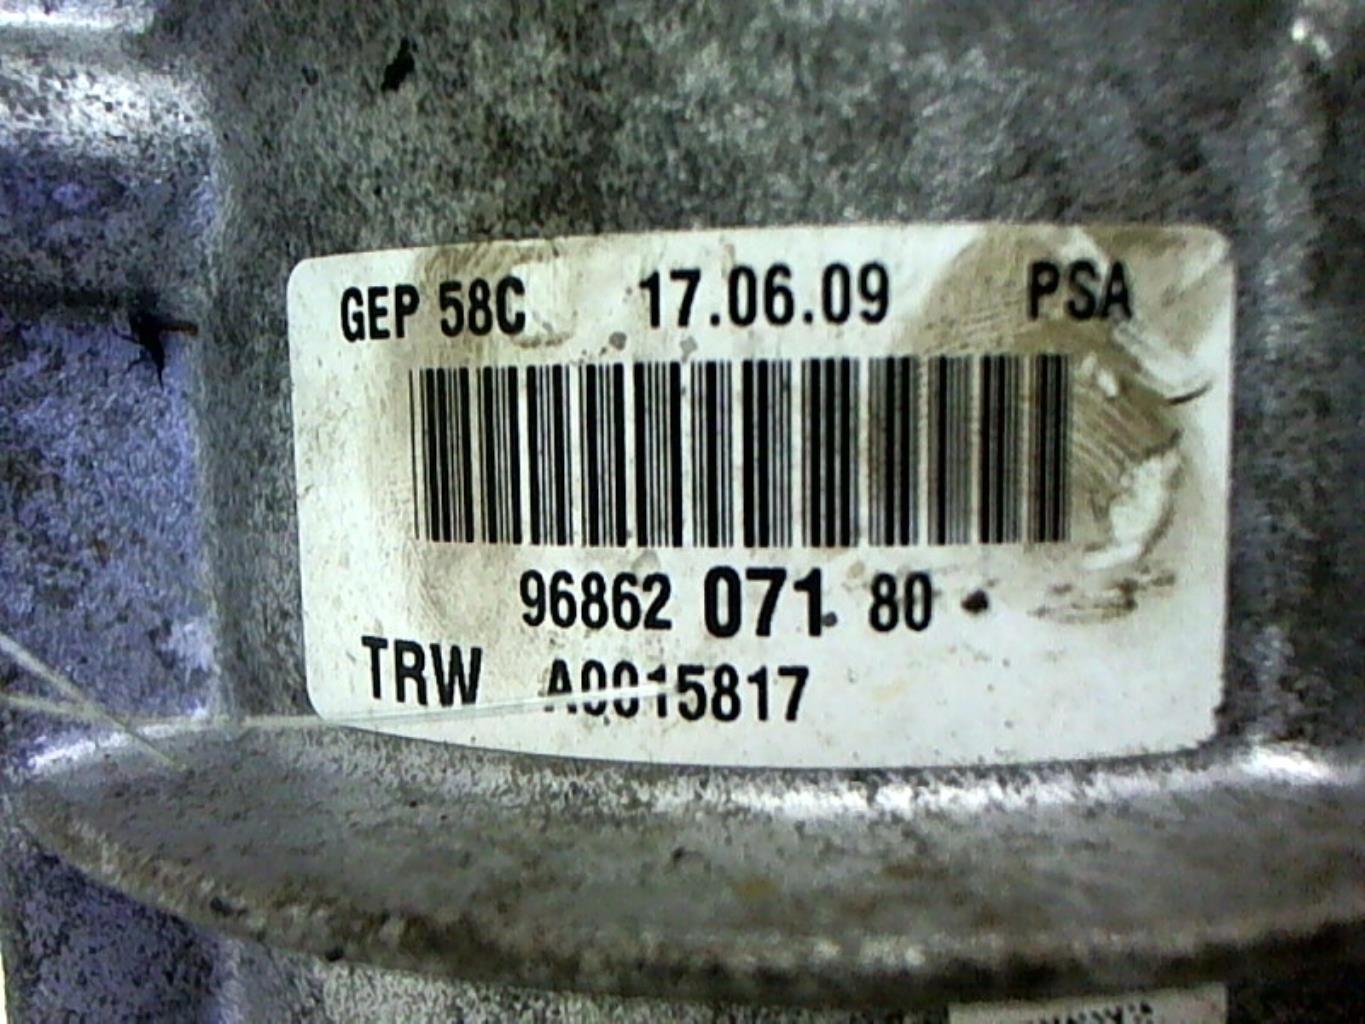 GEP 58C 17.06.09 PSA
96862 071 80
TRW A0015817